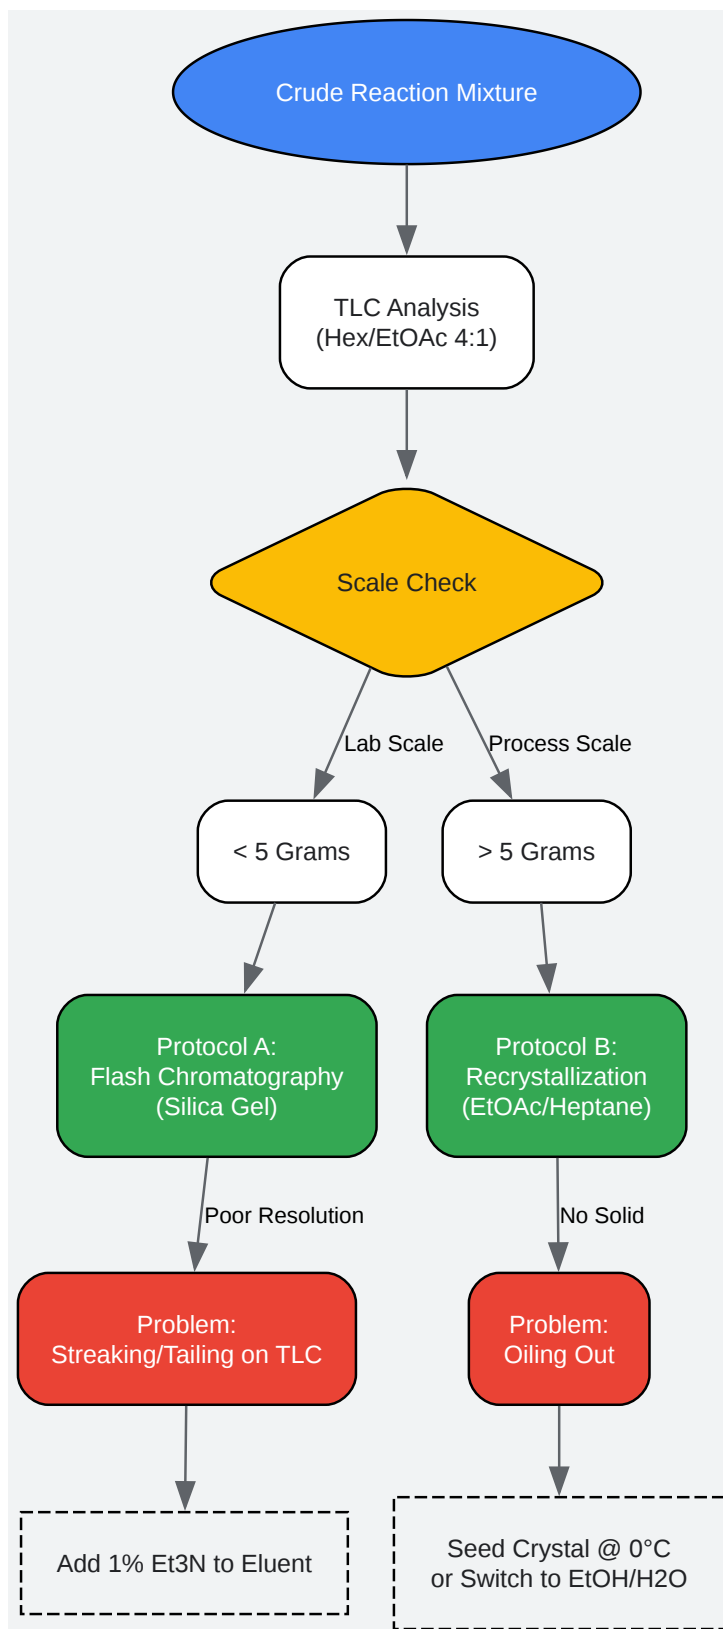 Crude Reaction Mixture
TLC Analysis
(Hex/EtOAc 4:1)
Scale Check
Lab Scale
Process Scale
< 5 Grams
> 5 Grams
Protocol A:
Flash Chromatography
(Silica Gel)
Protocol B:
Recrystallization
(EtOAc/Heptane)
Poor Resolution
No Solid
Problem:
Streaking/Tailing on TLC
Problem:
Oiling Out
Add 1% Et3N to Eluent
Seed Crystal @ 0°C
or Switch to EtOH/H2O